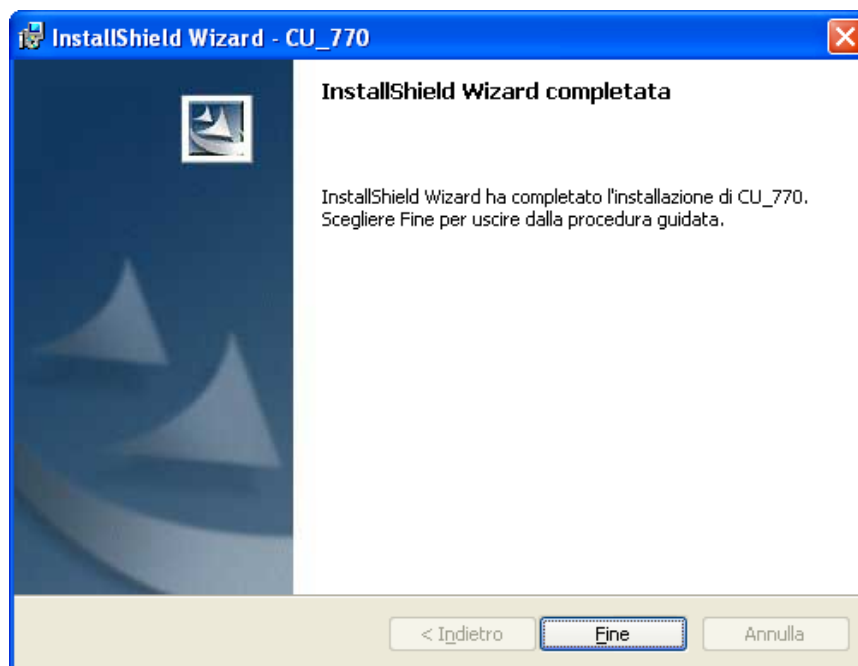 InstallShield Wizard - CU_770
InstallShield Wizard completata
InstallShield Wizard ha completato l'installazione di CU_770.
Scegliere Fine per uscire dalla procedura guidata.
< Indietro
Fine
Annulla